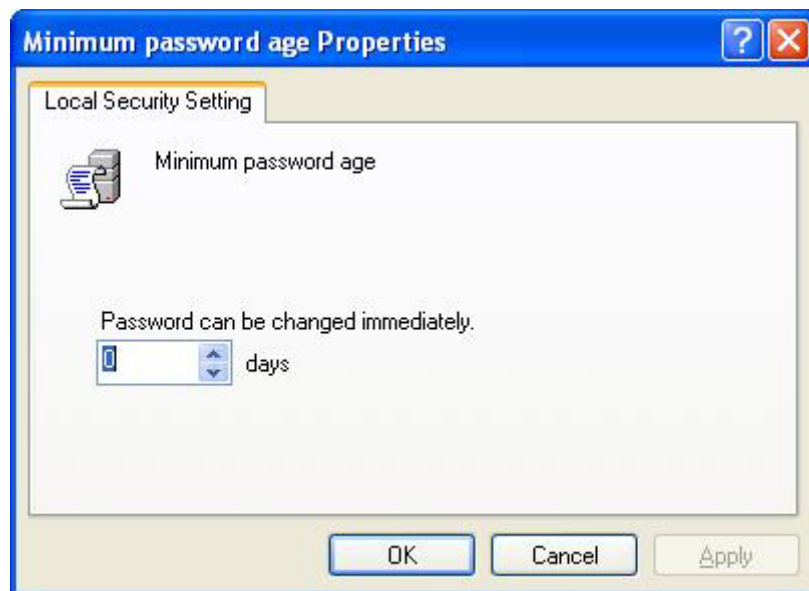 Minimum password age Properties
Local Security Setting
Minimum password age
Password can be changed immediately.
0 days
OK Cancel Apply